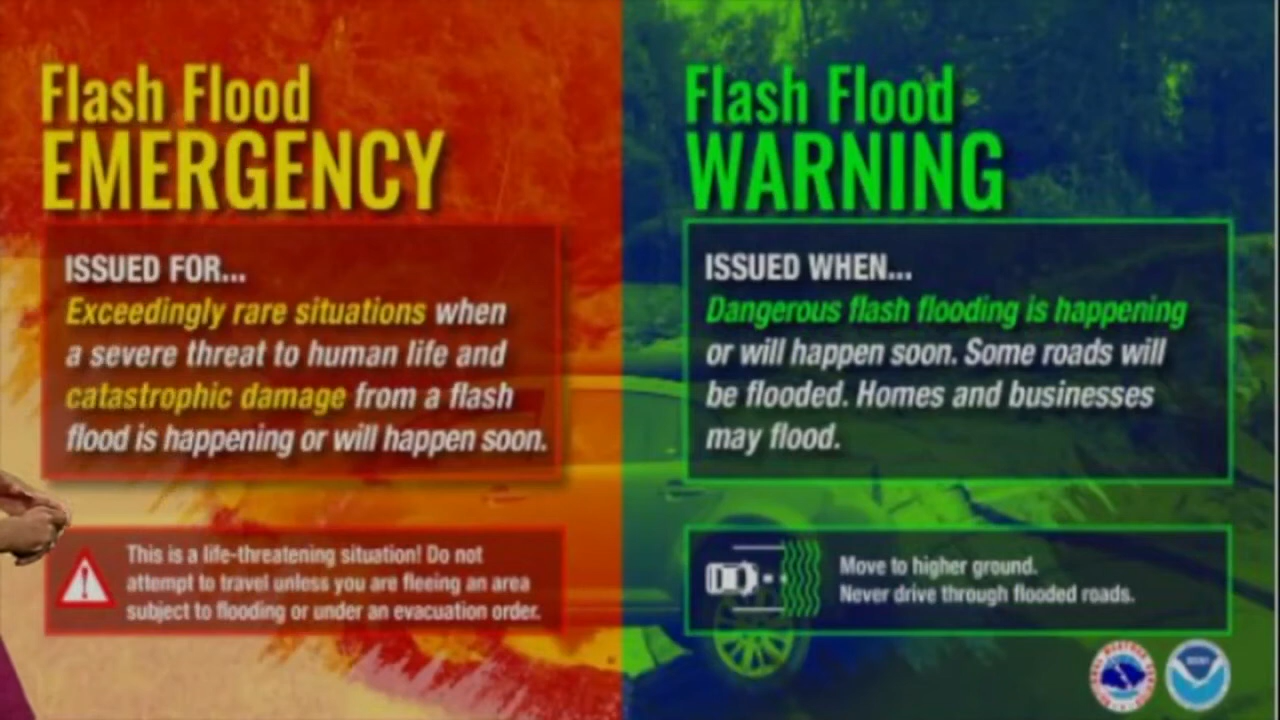 Flash Flood
EMERGENCY
ISSUED FOR...
Exceedingly rare situations when
a severe threat to human life and
catastrophic damage from a flash
flood is happening or will happen soon.
This is a life-threatening situation! Do not
attempt to travel unless you are fleeing an area
subject to flooding or under an evacuation order.
Flash Flood
WARNING
ISSUED WHEN...
Dangerous flash flooding is happening
or will happen soon. Some roads will
be flooded. Homes and businesses
may flood.
Move to higher ground.
Never drive through flooded roads.